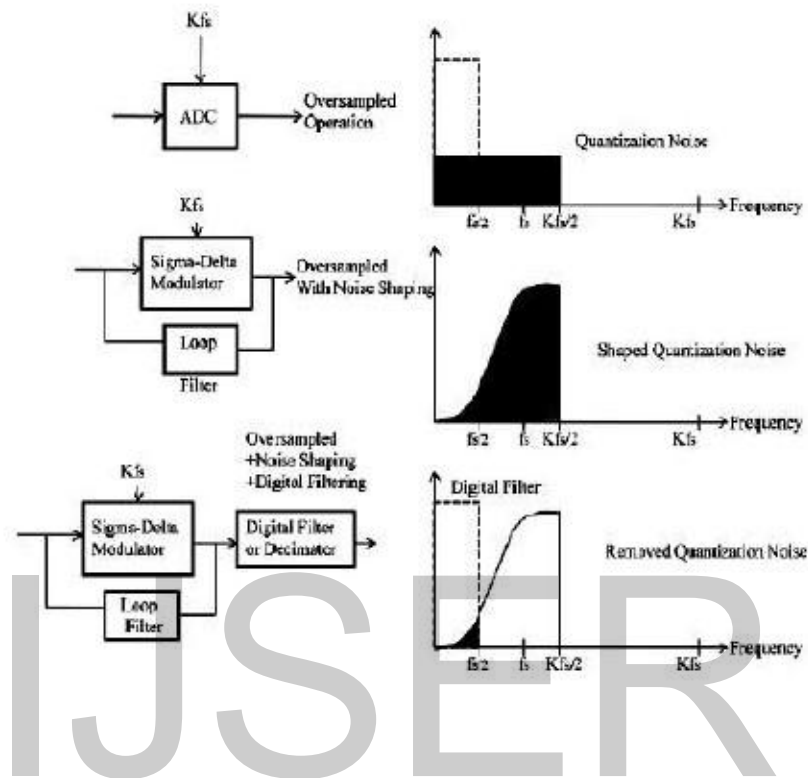 Kfs
ADC
Oversampled
Operation
Quantization Noise
Frequency
fs/2
fs
Kfs/2
Kfs
Kfs
Sigma-Delta
Modulator
Oversampled
With Noise Shaping
Loop
Filter
Shaped Quantization Noise
Frequency
fs/2
fs
Kfs/2
Kfs
Oversampled
+Noise Shaping
+Digital Filtering
Kfs
Sigma-Delta
Modulator
Digital Filter
or Decimater
Loop
Filter
Digital Filter
Removed Quantization Noise
Frequency
fs/2
fs
Kfs/2
Kfs
IJSER